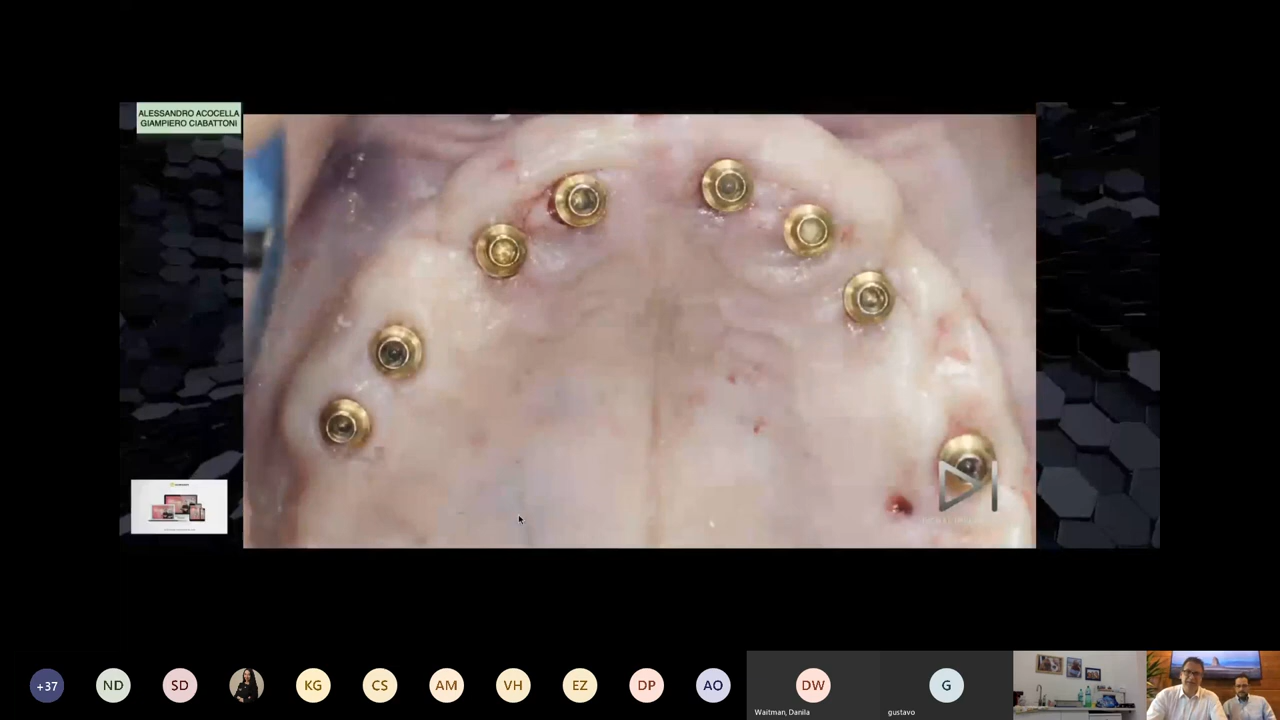 ALESSANDRO ACOCELLA
GIAMPIERO CIABATTONI
+37
ND
SD
KG
CS
AM
VH
EZ
DP
AO
DW
G
Waitman, Danila
gustavo